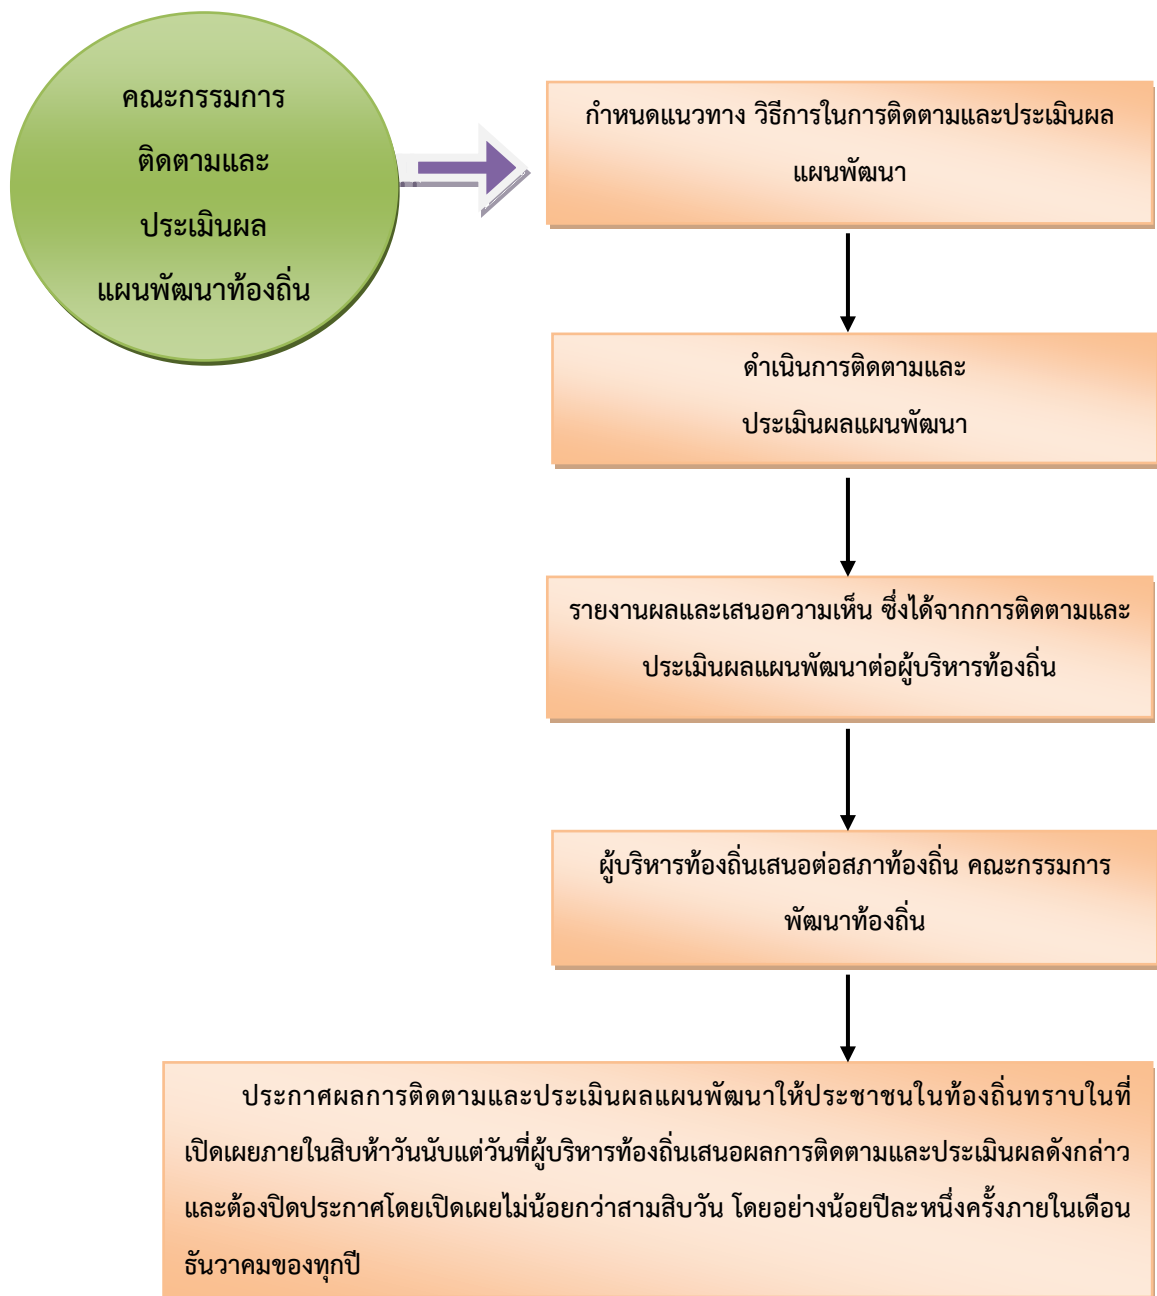 คณะกรรมการ
ติดตามและ
ประเมินผล
แผนพัฒนาท้องถิ่น
กำหนดแนวทาง วิธีการในการติดตามและประเมินผล
แผนพัฒนา
ดำเนินการติดตามและ
ประเมินผลแผนพัฒนา
รายงานผลและเสนอความเห็น ซึ่งได้จากการติดตามและ
ประเมินผลแผนพัฒนาต่อผู้บริหารท้องถิ่น
ผู้บริหารท้องถิ่นเสนอต่อสภาท้องถิ่น คณะกรรมการ
พัฒนาท้องถิ่น
ประกาศผลการติดตามและประเมินผลแผนพัฒนาให้ประชาชนในท้องถิ่นทราบในที่
เปิดเผยภายในสิบห้าวันนับแต่วันที่ผู้บริหารท้องถิ่นเสนอผลการติดตามและประเมินผลดังกล่าว
และต้องปิดประกาศโดยเปิดเผยไม่น้อยกว่าสามสิบวัน โดยอย่างน้อยปีละหนึ่งครั้งภายในเดือน
ธันวาคมของทุกปี